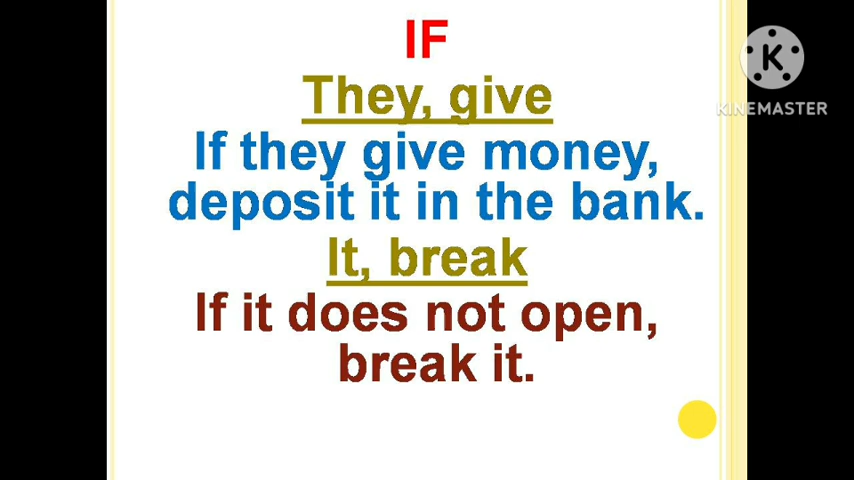 IF
KINEMASTER
They, give
If they give money,
deposit it in the bank.
It, break
If it does not open,
break it.